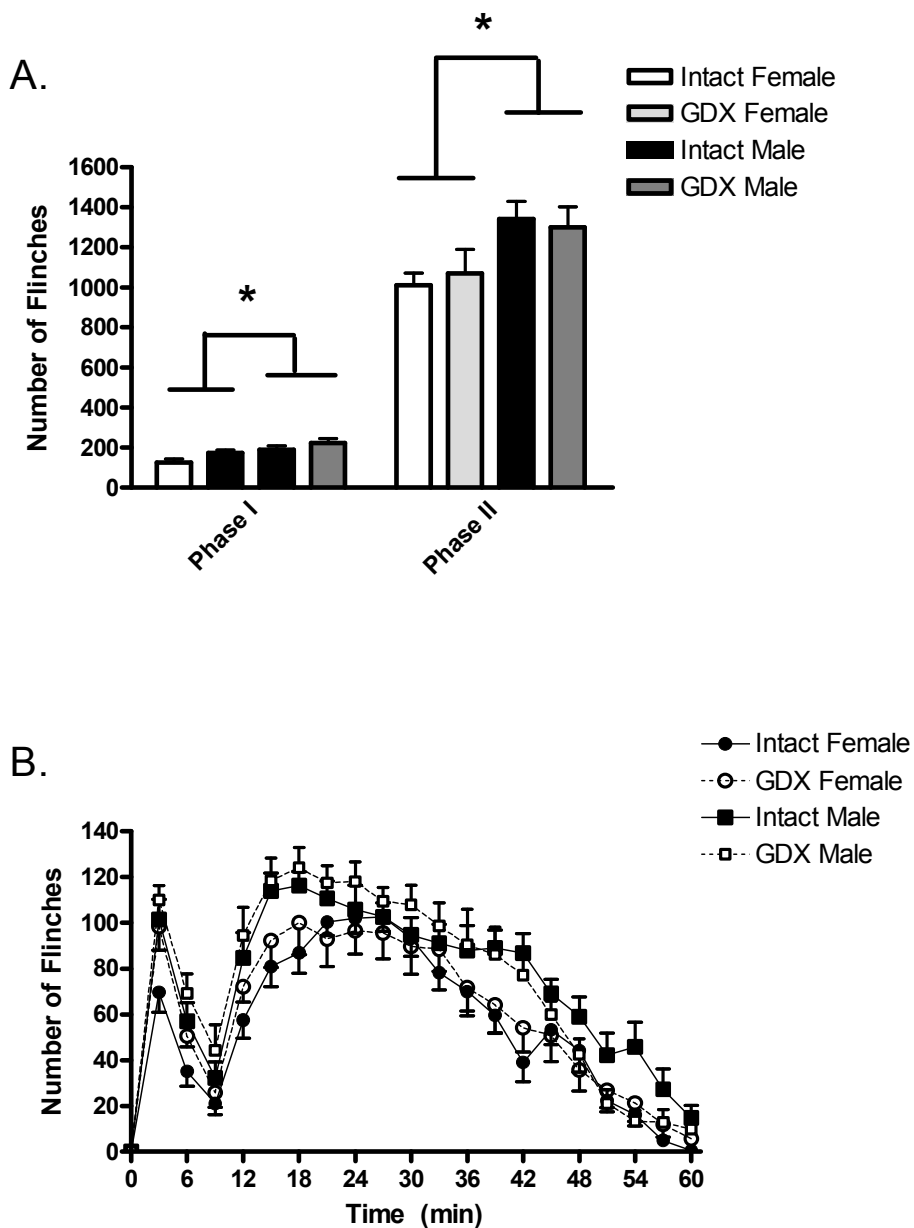 A.
*
*
Intact Female
GDX Female
Intact Male
GDX Male
Number of Flinches
1600
1400
1200
1000
800
600
400
200
0
Phase I
Phase II
B.
Intact Female
GDX Female
Intact Male
GDX Male
Number of Flinches
140
120
100
80
60
40
20
0
0 6 12 18 24 30 36 42 48 54 60
Time (min)